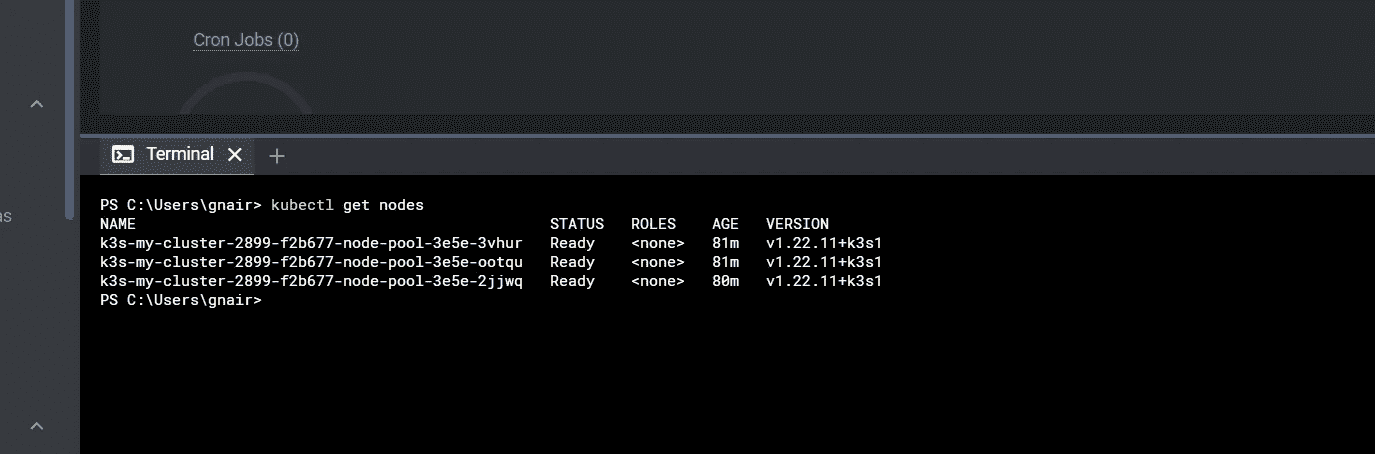 Cron Jobs (0)
as
Terminal
PS C:\Users\gnair> kubectl get nodes
NAME STATUS ROLES AGE VERSION
k3s-my-cluster-2899-f2b677-node-pool-3e5e-3vhur Ready <none> 81m v1.22.11+k3s1
k3s-my-cluster-2899-f2b677-node-pool-3e5e-ootqu Ready <none> 81m v1.22.11+k3s1
k3s-my-cluster-2899-f2b677-node-pool-3e5e-2jjwq Ready <none> 80m v1.22.11+k3s1
PS C:\Users\gnair>